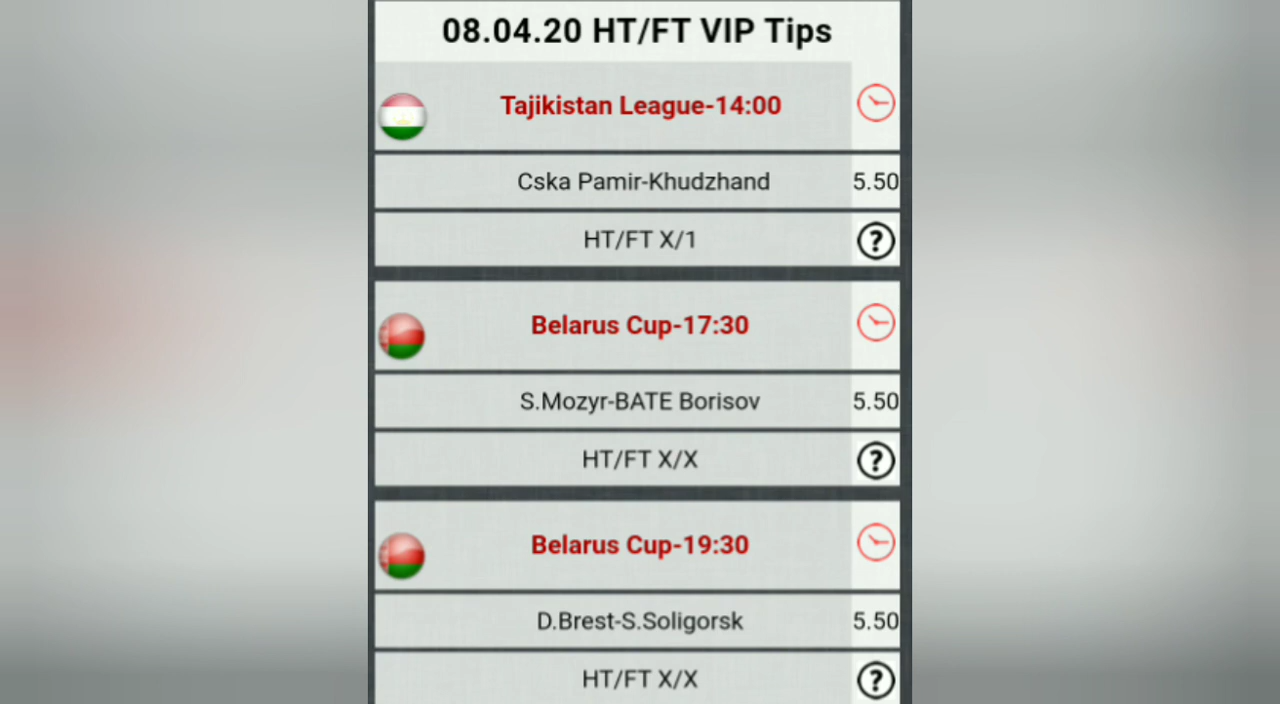 08.04.20 HT/FT VIP Tips
Tajikistan League-14:00
Cska Pamir-Khudzhand 5.50
HT/FT X/1 ?
Belarus Cup-17:30
S.Mozyr-BATE Borisov 5.50
HT/FT X/X ?
Belarus Cup-19:30
D.Brest-S.Soligorsk 5.50
HT/FT X/X ?